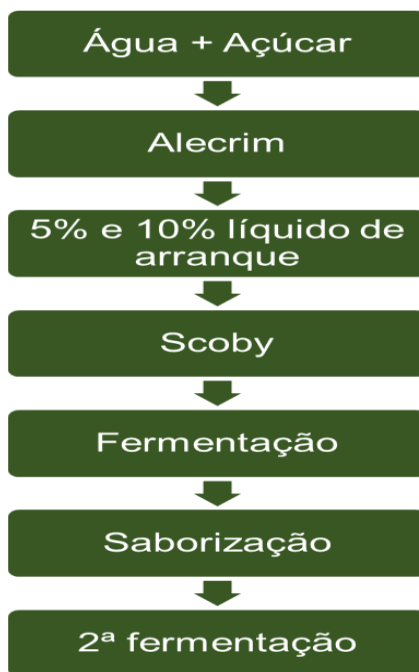 Água + Açúcar
Alecrim
5% e 10% líquido de
arranque
Scoby
Fermentação
Saborização
2ª fermentação